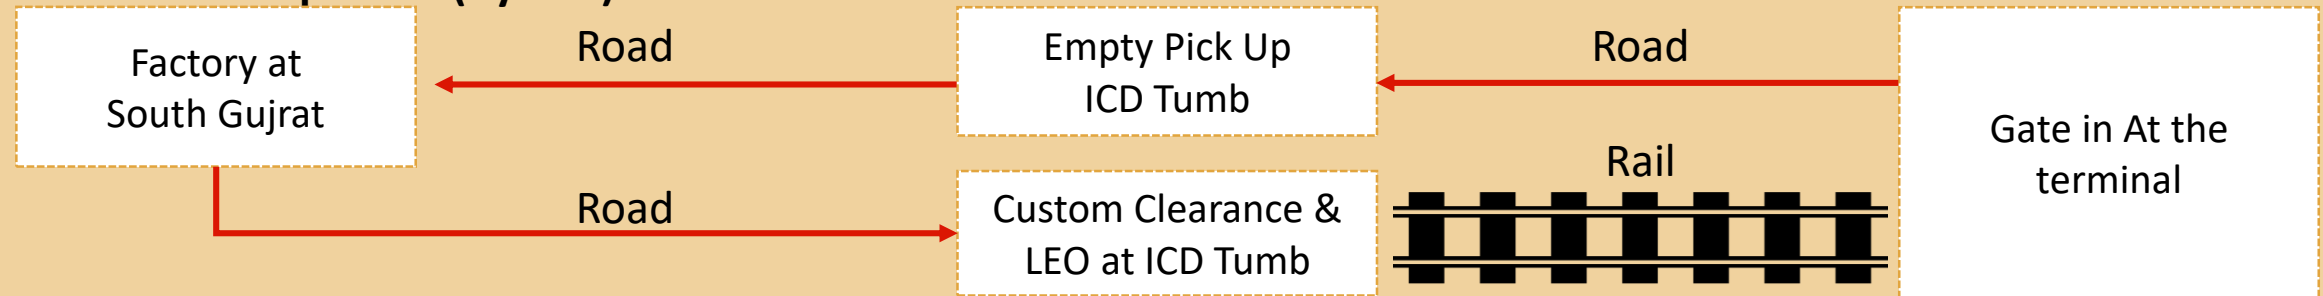 Factory at
South Gujrat
Road
Empty Pick Up
ICD Tumb
Road
Gate in At the
terminal
Rail
Road
Custom Clearance &
LEO at ICD Tumb